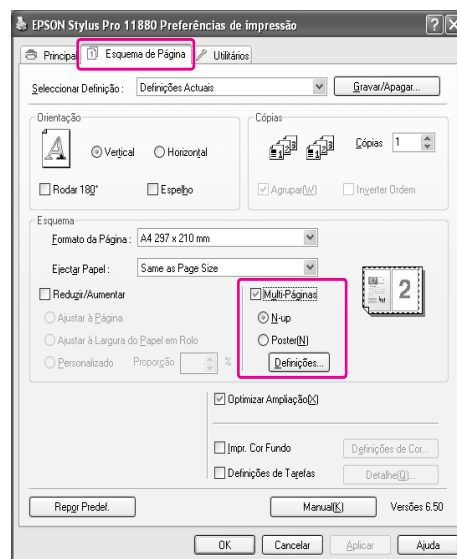 EPSON Stylus Pro 11880 Preferências de impressão
Principal Esquema de Página Utilitários
Seleccionar Definição : Definições Actuais Gravar/Apagar...
Orientação Cópias
A Vertical Horizontal Cópias 1
Rodar 180° Espelho Agrupar(W) Inverter Ordem
Esquema
Formato da Página : A4 297 x 210 mm
Ejectar Papel : Same as Page Size
Reduzir/Aumentar Multi-Páginas
Ajustar à Página N-up
Ajustar à Largura do Papel em Rolo Poster(N)
Personalizado Proporção % Definições...
2
Optimizar Ampliação(X)
Impr. Cor Fundo Definições de Cor...
Definições de Tarefas Detalhe(Q)...
Repor Predef. Manual(K) Versões 6.50
OK Cancelar Aplicar Ajuda